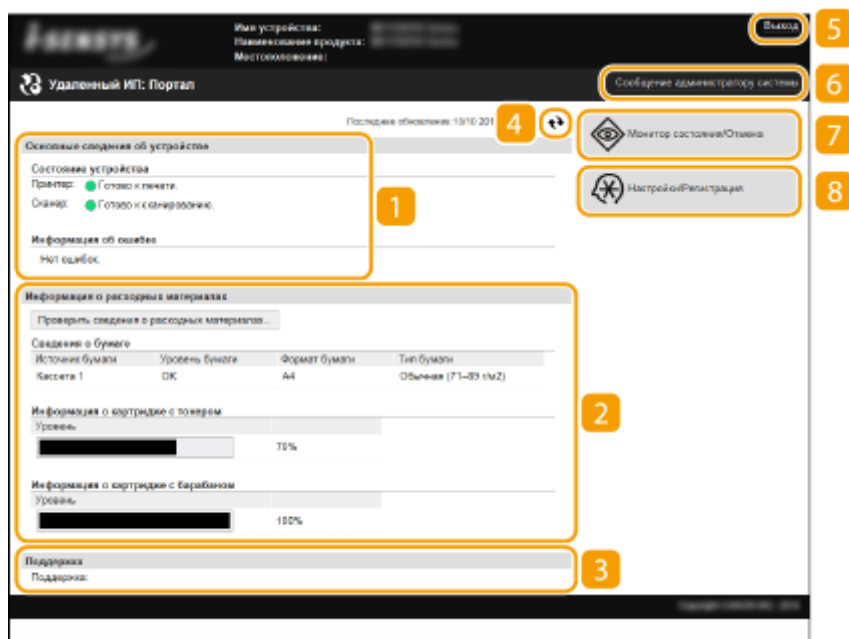 i-SENSYS
Имя устройства:
Наименование продукта:
Местоположение:
Выход
5
Удаленный ИП: Портал
Сообщение администратору системы
6
Последнее обновление: 10/10 201
4
Монитор состояния/Отмена
7
Основные сведения об устройстве
Состояние устройства
Принтер: Готово к печати.
Сканер: Готово к сканированию.
1
Настройки/Регистрация
8
Информация об ошибке
Нет ошибок.
Информация о расходных материалах
Проверить сведения о расходных материалах...
Сведения о бумаге
Источник бумаги Уровень бумаги Формат бумаги Тип бумаги
Кассета 1 OK A4 Обычная (71–89 г/м2)
2
Информация о картридже с тонером
Уровень
70%
Информация о картридже с барабаном
Уровень
100%
Поддержка
Поддержка:
3